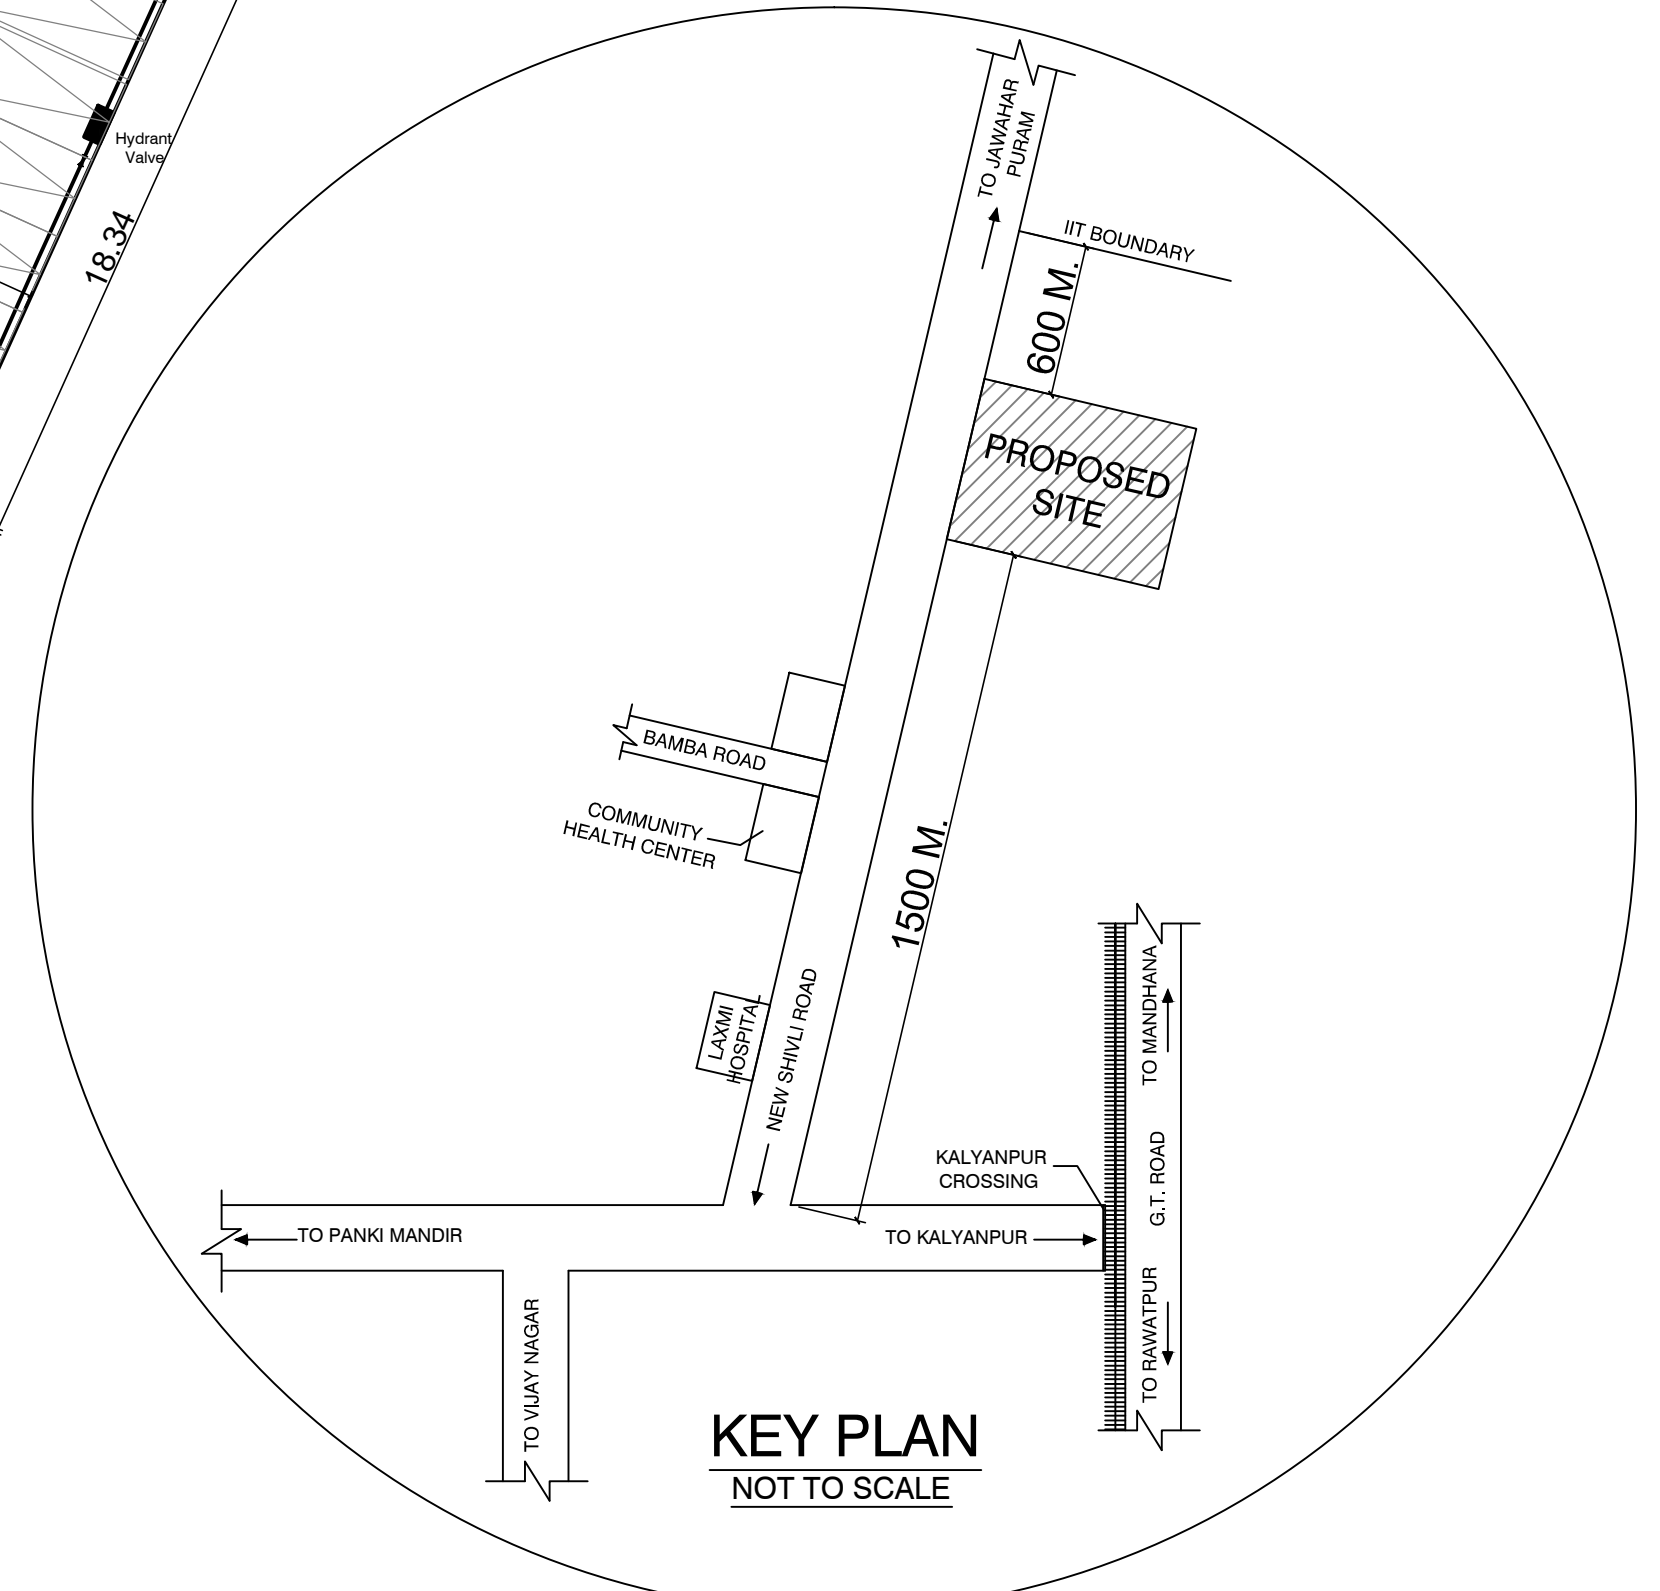 Hydrant
Valve
18.34
TO JAWAHAR
PURAM
IIT BOUNDARY
600 M.
PROPOSED
SITE
BAMBA ROAD
COMMUNITY
HEALTH CENTER
1500 M.
LAXMI
HOSPITAL
NEW SHIVLI ROAD
TO MANDHANA
G.T. ROAD
TO RAWATPUR
KALYANPUR
CROSSING
TO PANKI MANDIR
TO KALYANPUR
TO VIJAY NAGAR
KEY PLAN
NOT TO SCALE